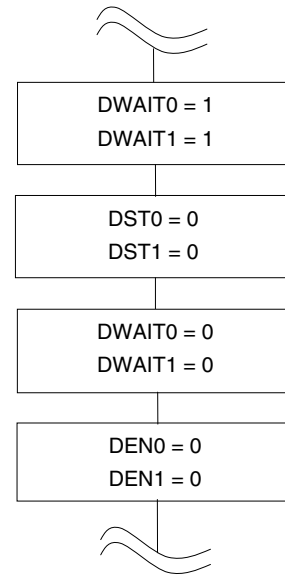 DWAIT0 = 1
DWAIT1 = 1
DST0 = 0
DST1 = 0
DWAIT0 = 0
DWAIT1 = 0
DEN0 = 0
DEN1 = 0